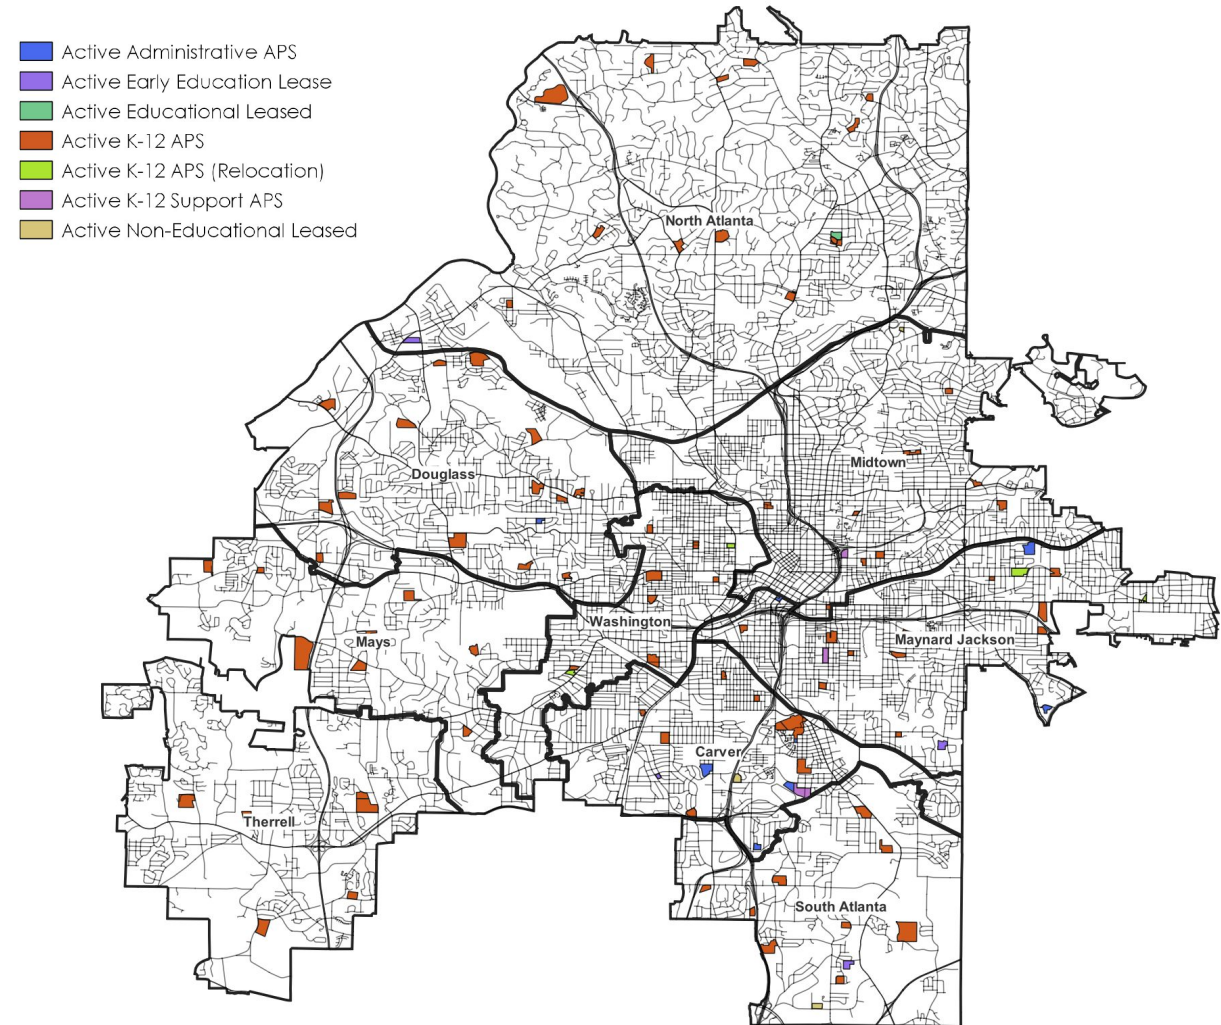 Active Administrative APS
Active Early Education Lease
Active Educational Leased
Active K-12 APS
Active K-12 APS (Relocation)
Active K-12 Support APS
Active Non-Educational Leased
North Atlanta
Douglass
Midtown
Washington
Mays
Maynard Jackson
Carver
Therrell
South Atlanta